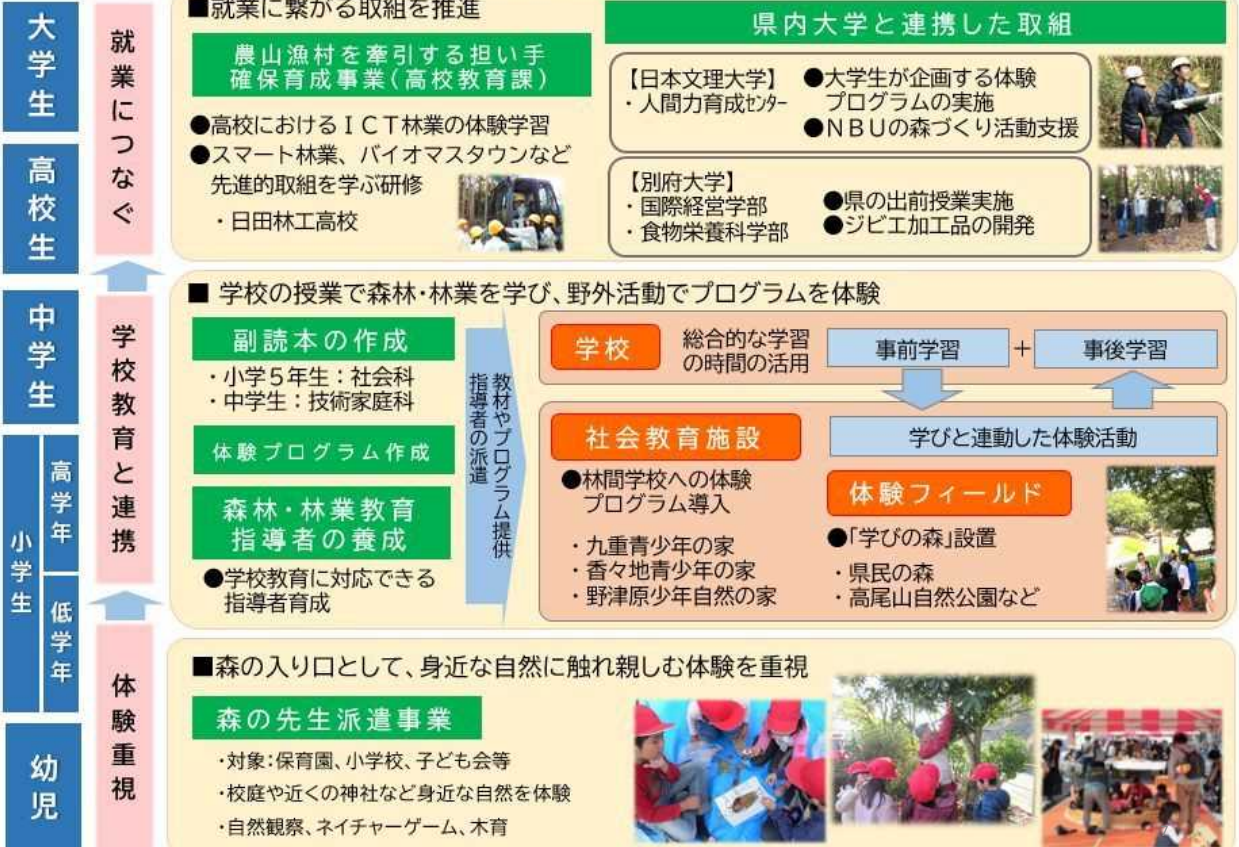 大学生
高校生
中学生
小学生
高学年
低学年
幼児
就業につなぐ
学校教育と連携
体験重視
■就業に繋がる取組を推進
農山漁村を牽引する担い手
確保育成事業(高校教育課)
●高校におけるICT林業の体験学習
●スマート林業、バイオマスタウンなど
先進的取組を学ぶ研修
・日田林工高校
県内大学と連携した取組
【日本文理大学】
・人間力育成センター
●大学生が企画する体験
プログラムの実施
●NBUの森づくり活動支援
【別府大学】
・国際経営学部
・食物栄養科学部
●県の出前授業実施
●ジビエ加工品の開発
■ 学校の授業で森林・林業を学び、野外活動でプログラムを体験
副読本の作成
・小学5年生:社会科
・中学生:技術家庭科
体験プログラム作成
森林・林業教育
指導者の養成
●学校教育に対応できる
指導者育成
教材やプログラム提供
指導者の派遣
学校
総合的な学習
の時間の活用
事前学習
+
事後学習
社会教育施設
学びと連動した体験活動
●林間学校への体験
プログラム導入
・九重青少年の家
・香々地青少年の家
・野津原少年自然の家
体験フィールド
●「学びの森」設置
・県民の森
・高尾山自然公園など
■森の入り口として、身近な自然に触れ親しむ体験を重視
森の先生派遣事業
・対象:保育園、小学校、子ども会等
・校庭や近くの神社など身近な自然を体験
・自然観察、ネイチャーゲーム、木育